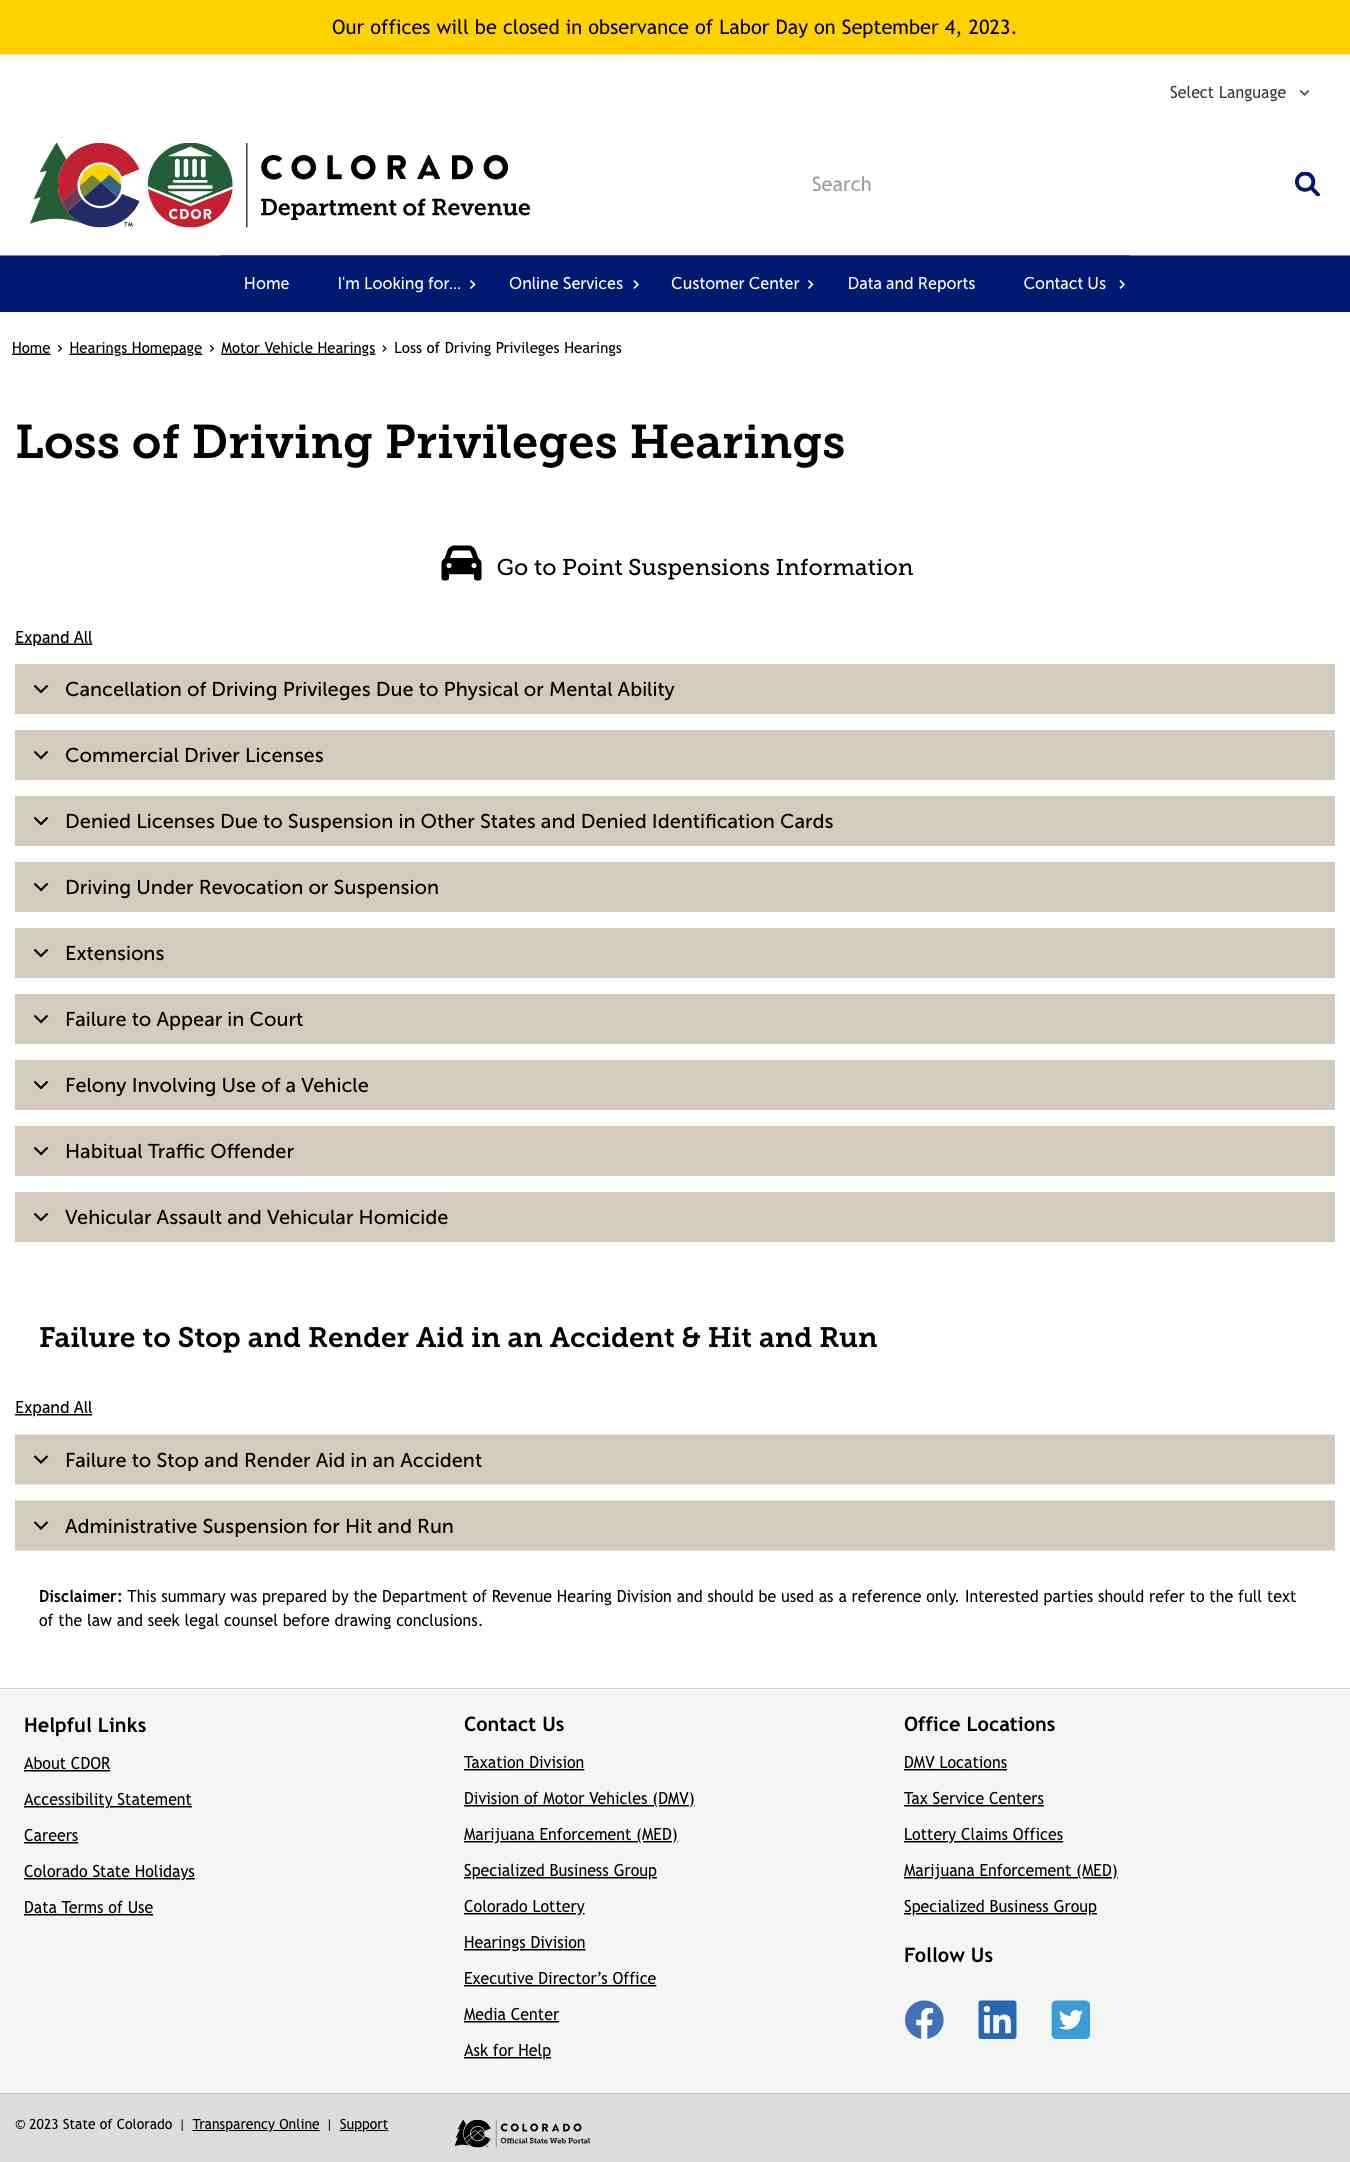 Our offices will be closed in observance of Labor Day on September 4, 2023.
Select Language
CDOR
TM
COLORADO
Department of Revenue
Search
Home I'm Looking for... Online Services Customer Center Data and Reports Contact Us
Home › Hearings Homepage › Motor Vehicle Hearings › Loss of Driving Privileges Hearings
Loss of Driving Privileges Hearings
Go to Point Suspensions Information
Expand All
Cancellation of Driving Privileges Due to Physical or Mental Ability
Commercial Driver Licenses
Denied Licenses Due to Suspension in Other States and Denied Identification Cards
Driving Under Revocation or Suspension
Extensions
Failure to Appear in Court
Felony Involving Use of a Vehicle
Habitual Traffic Offender
Vehicular Assault and Vehicular Homicide
Failure to Stop and Render Aid in an Accident & Hit and Run
Expand All
Failure to Stop and Render Aid in an Accident
Administrative Suspension for Hit and Run
Disclaimer: This summary was prepared by the Department of Revenue Hearing Division and should be used as a reference only. Interested parties should refer to the full text
of the law and seek legal counsel before drawing conclusions.
Helpful Links
About CDOR
Accessibility Statement
Careers
Colorado State Holidays
Data Terms of Use
Contact Us
Taxation Division
Division of Motor Vehicles (DMV)
Marijuana Enforcement (MED)
Specialized Business Group
Colorado Lottery
Hearings Division
Executive Director’s Office
Media Center
Ask for Help
Office Locations
DMV Locations
Tax Service Centers
Lottery Claims Offices
Marijuana Enforcement (MED)
Specialized Business Group
Follow Us
© 2023 State of Colorado | Transparency Online | Support
COLORADO
Official State Web Portal